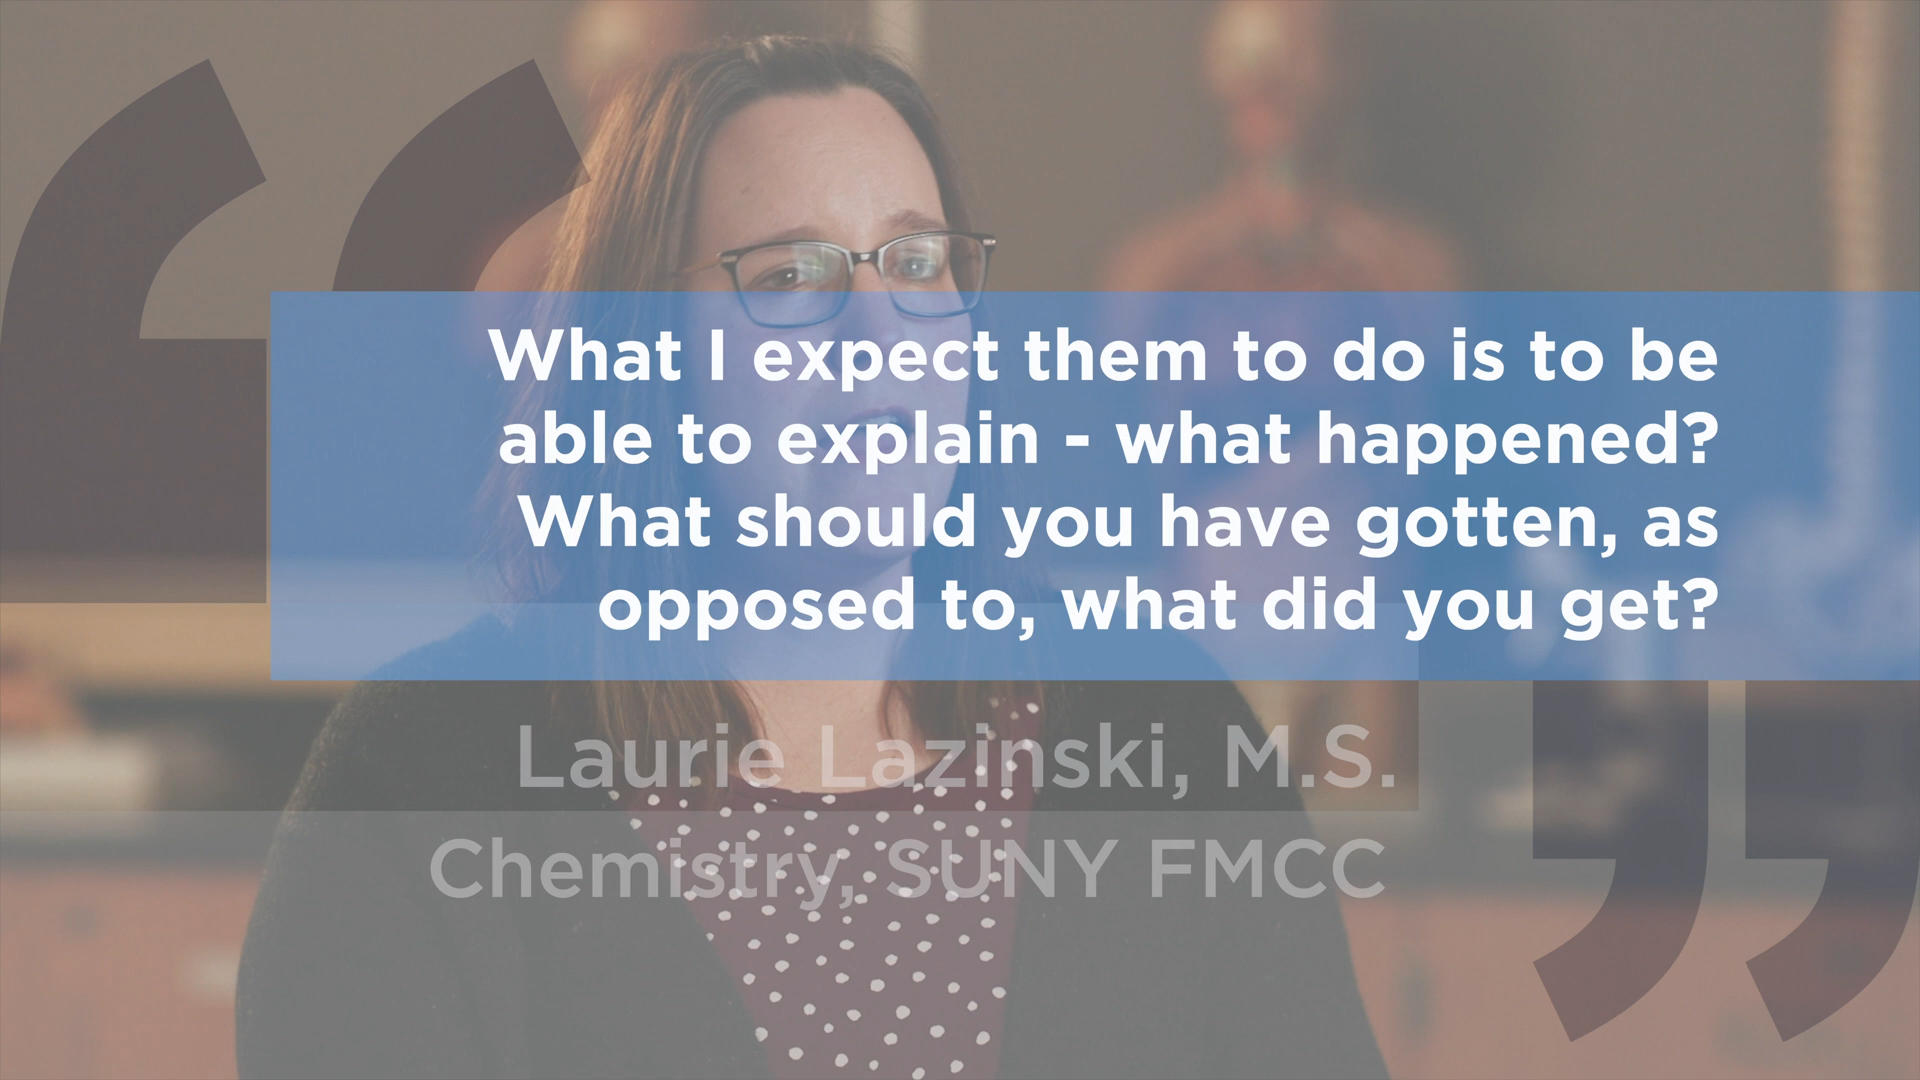 What I expect them to do is to be
able to explain - what happened?
What should you have gotten, as
opposed to, what did you get?
Laurie Lazinski, M.S.
Chemistry, SUNY FMCC